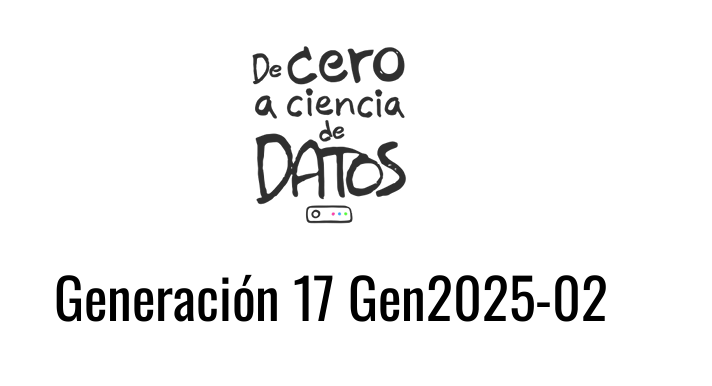 De cero
a ciencia
de
DATOS
Generación 17 Gen2025-02